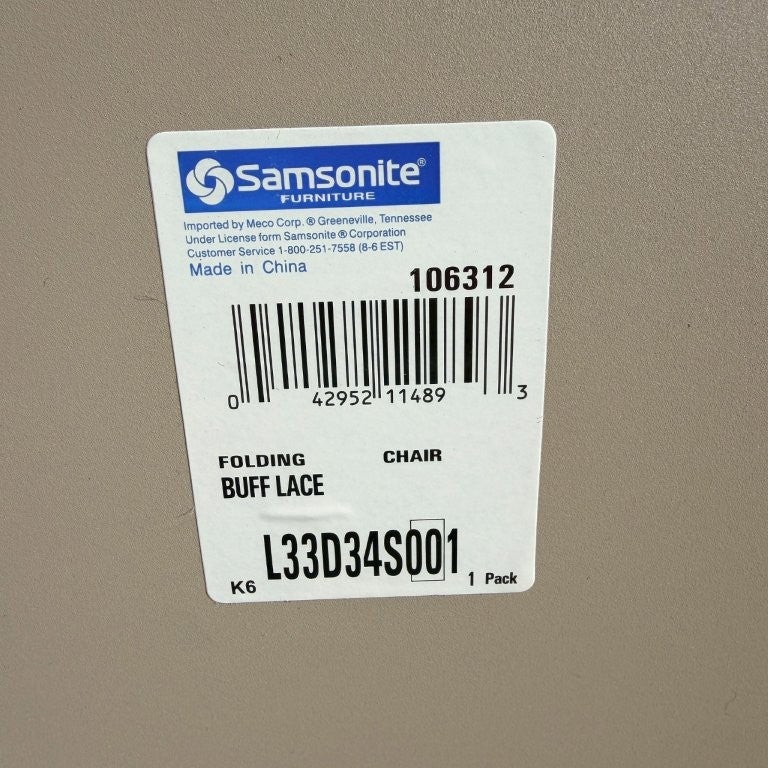 Samsonite®
FURNITURE
Imported by Meco Corp. ® Greeneville, Tennessee
Under License form Samsonite ® Corporation
Customer Service 1-800-251-7558 (8-6 EST)
Made in China
106312
0 42952 11489 3
FOLDING CHAIR
BUFF LACE
K6 L33D34S001 1 Pack